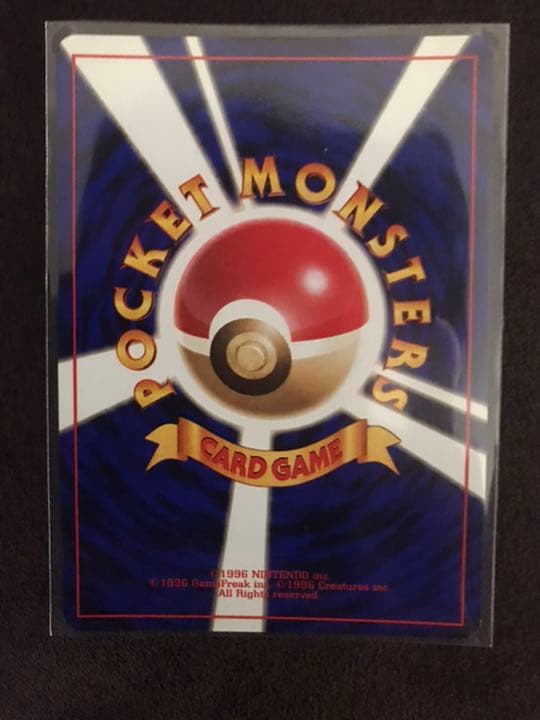 POCKET MONSTERS
CARD GAME
©1996 NINTENDO inc.
©1996 GameFreak inc. ©1996 Creatures inc.
All Rights reserved.